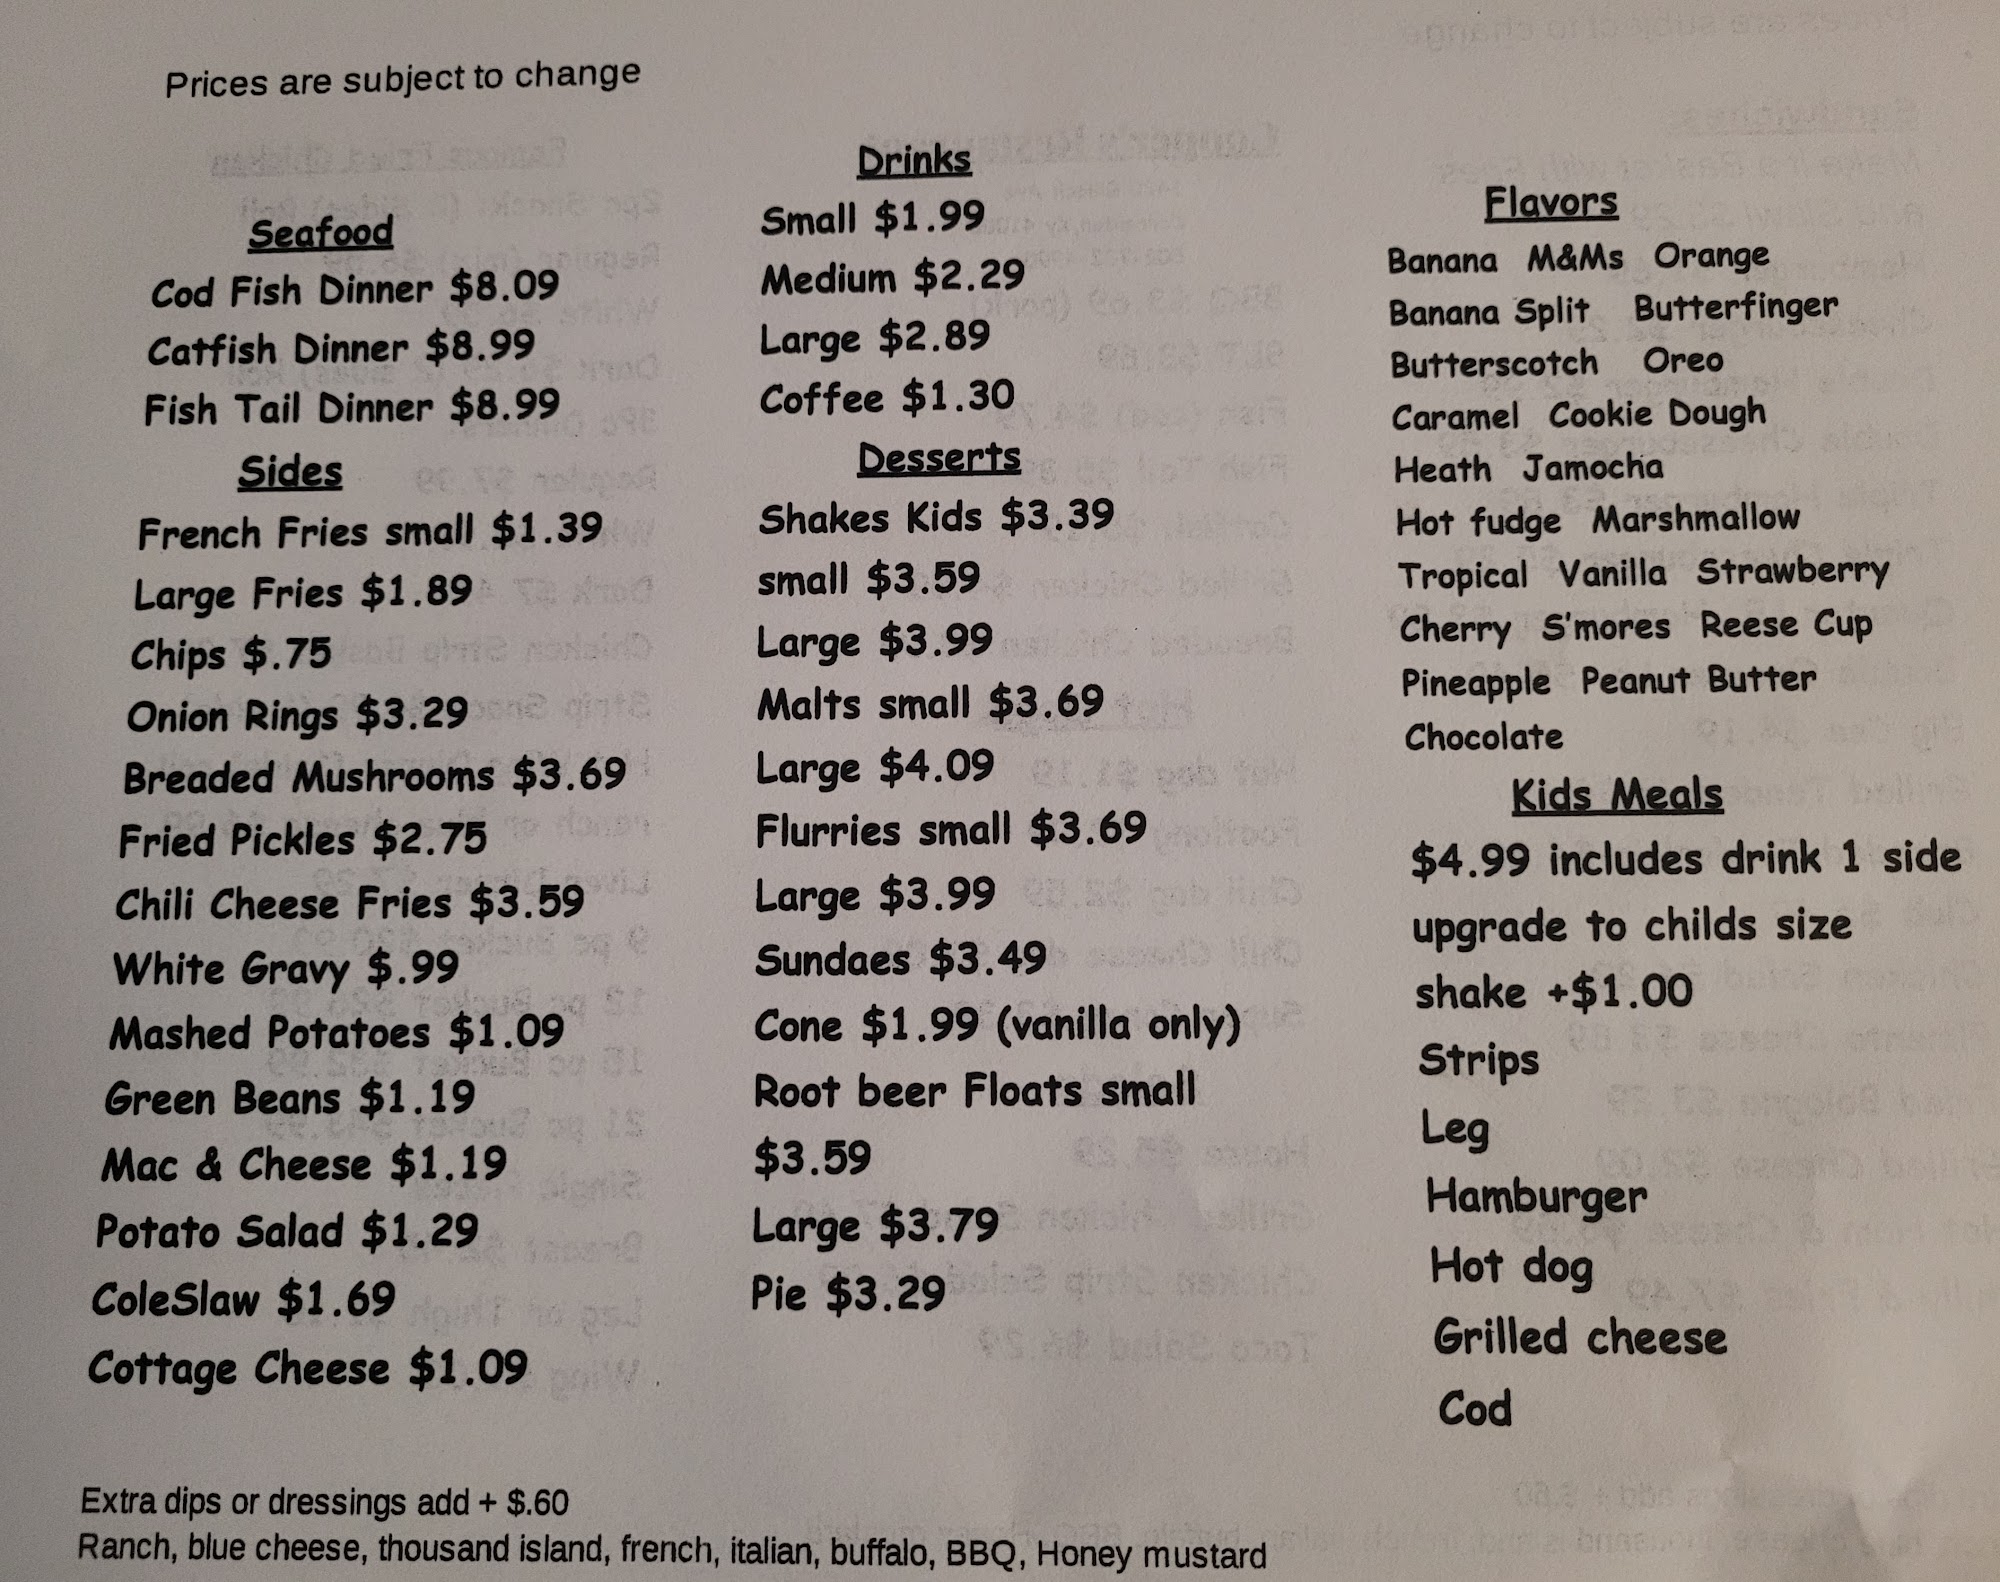 Prices are subject to change
Seafood
Cod Fish Dinner $8.09
Catfish Dinner $8.99
Fish Tail Dinner $8.99
Sides
French Fries small $1.39
Large Fries $1.89
Chips $.75
Onion Rings $3.29
Breaded Mushrooms $3.69
Fried Pickles $2.75
Chili Cheese Fries $3.59
White Gravy $.99
Mashed Potatoes $1.09
Green Beans $1.19
Mac & Cheese $1.19
Potato Salad $1.29
ColeSlaw $1.69
Cottage Cheese $1.09
Drinks
Small $1.99
Medium $2.29
Large $2.89
Coffee $1.30
Desserts
Shakes Kids $3.39
small $3.59
Large $3.99
Malts small $3.69
Large $4.09
Flurries small $3.69
Large $3.99
Sundaes $3.49
Cone $1.99 (vanilla only)
Root beer Floats small
$3.59
Large $3.79
Pie $3.29
Flavors
Banana M&Ms Orange
Banana Split Butterfinger
Butterscotch Oreo
Caramel Cookie Dough
Heath Jamocha
Hot fudge Marshmallow
Tropical Vanilla Strawberry
Cherry S'mores Reese Cup
Pineapple Peanut Butter
Chocolate
Kids Meals
$4.99 includes drink 1 side
upgrade to childs size
shake +$1.00
Strips
Leg
Hamburger
Hot dog
Grilled cheese
Cod
Extra dips or dressings add + $.60
Ranch, blue cheese, thousand island, french, italian, buffalo, BBQ, Honey mustard